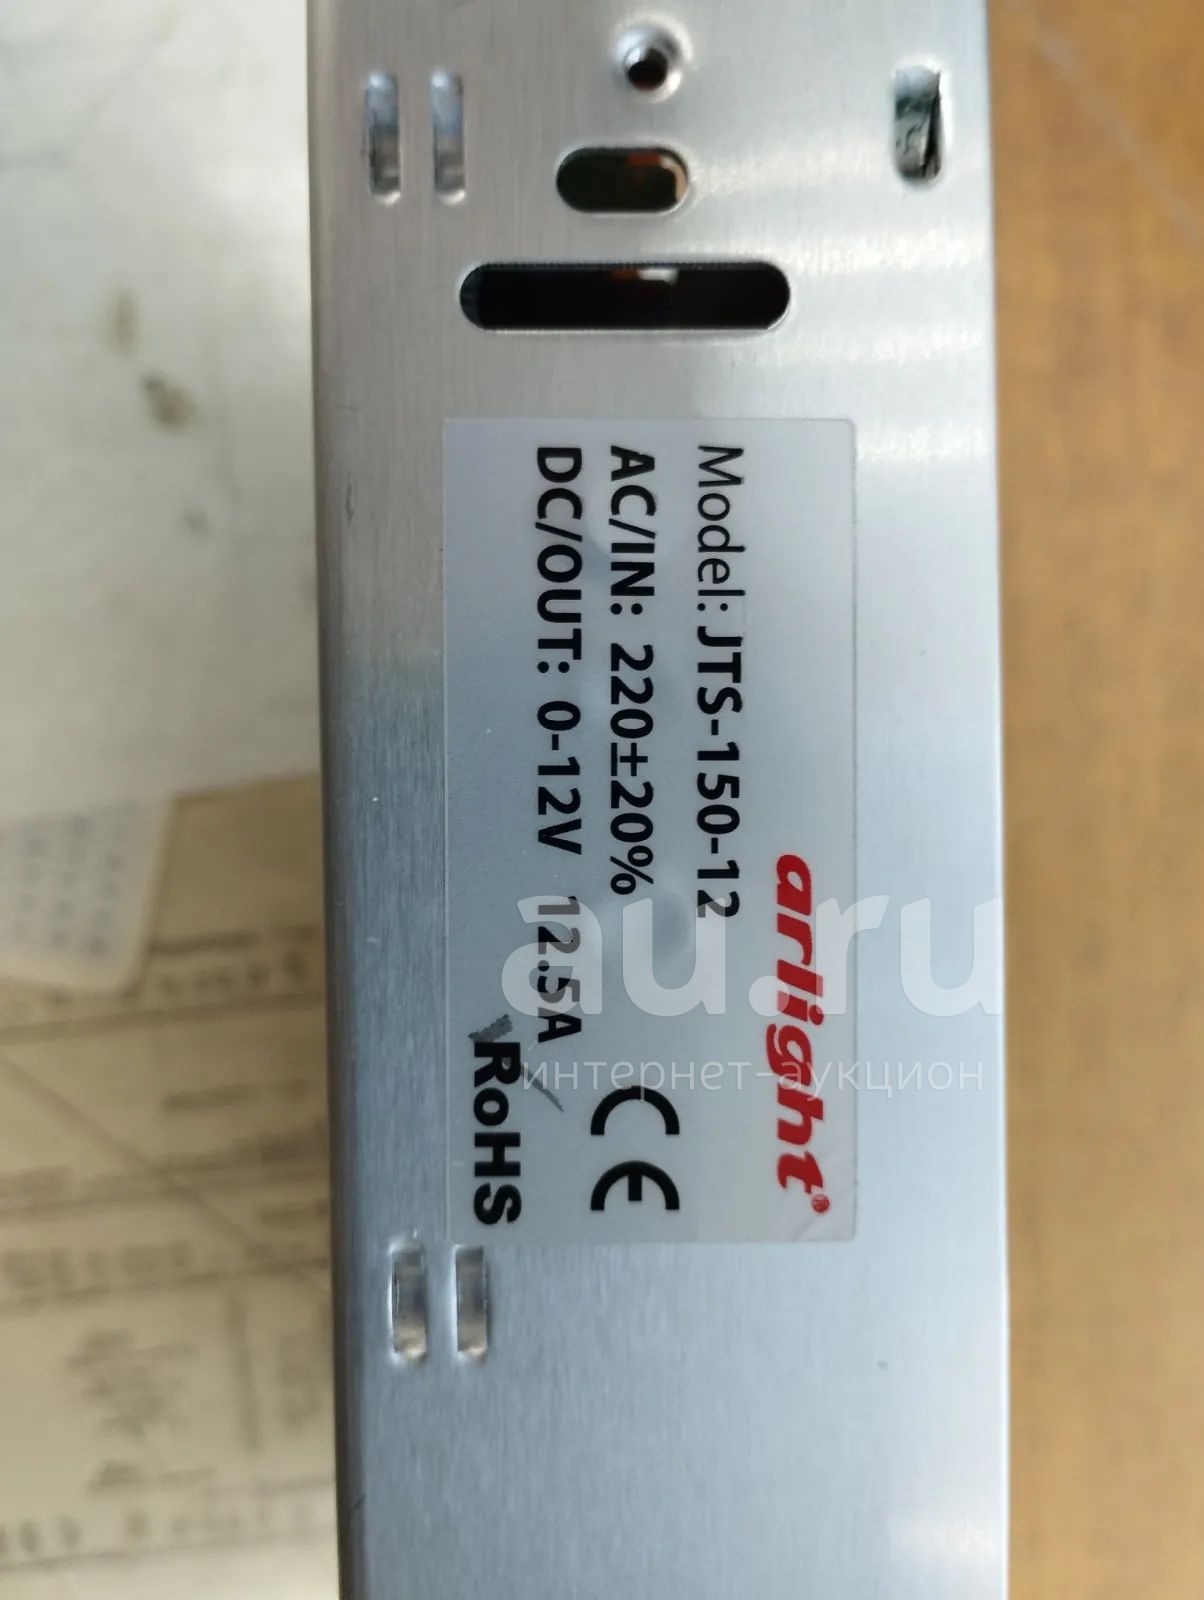 arlight®
Model: JTS-150-12
AC/IN: 220±20%
DC/OUT: 0-12V 12.5A
CE
RoHS
au.ru
интернет-аукцион